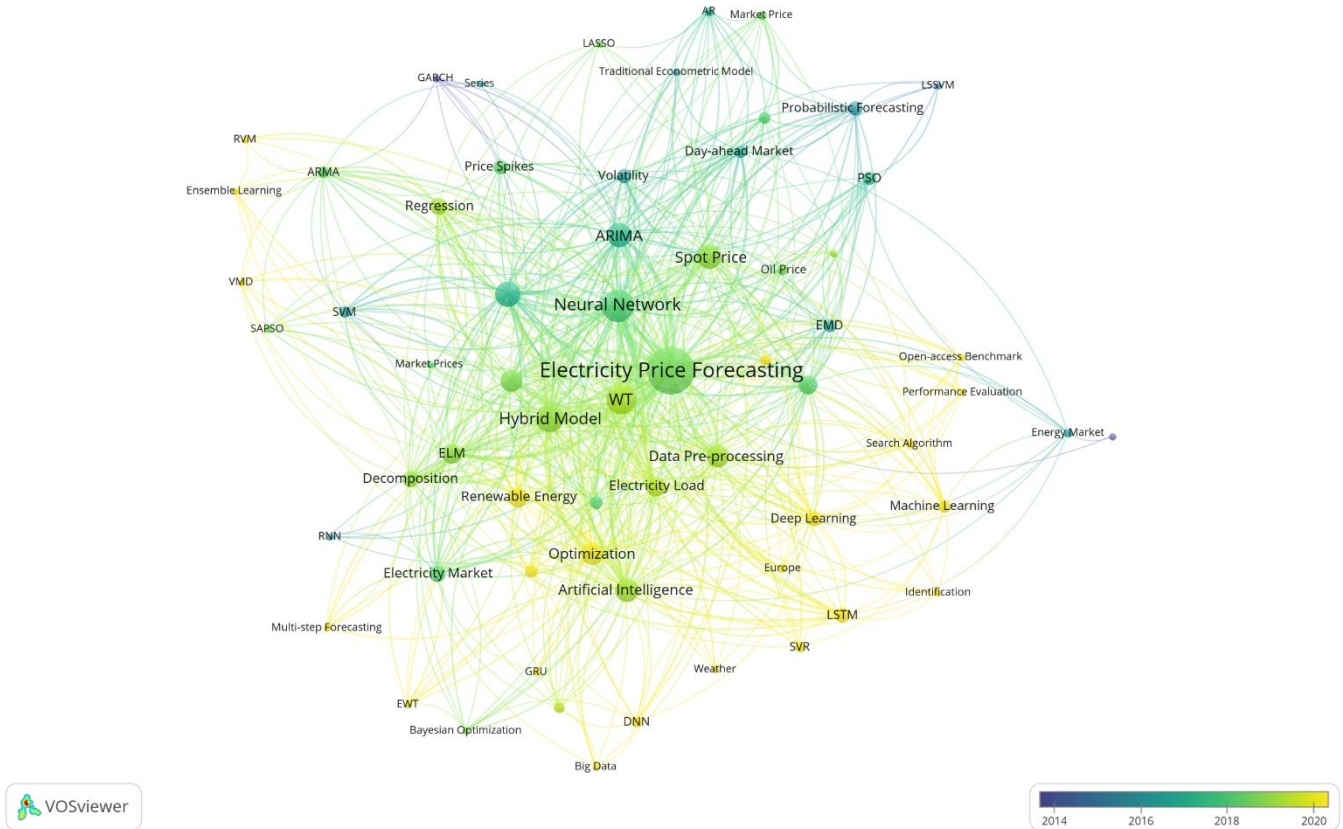 AR
Market Price
LASSO
Traditional Econometric Model
GARCH
Series
LSSVM
Probabilistic Forecasting
RVM
Day-ahead Market
Price Spikes
ARMA
Volatility
PSO
Ensemble Learning
Regression
ARIMA
Spot Price
Oil Price
VMD
Neural Network
SVM
EMD
SAPSO
Open-access Benchmark
Market Prices
Electricity Price Forecasting
Performance Evaluation
WT
Hybrid Model
Energy Market
Search Algorithm
ELM
Data Pre-processing
Decomposition
Electricity Load
Renewable Energy
Machine Learning
Deep Learning
RNN
Optimization
Europe
Electricity Market
Artificial Intelligence
Identification
LSTM
Multi-step Forecasting
SVR
Weather
GRU
EWT
DNN
Bayesian Optimization
Big Data
VOSviewer
2014 2016 2018 2020